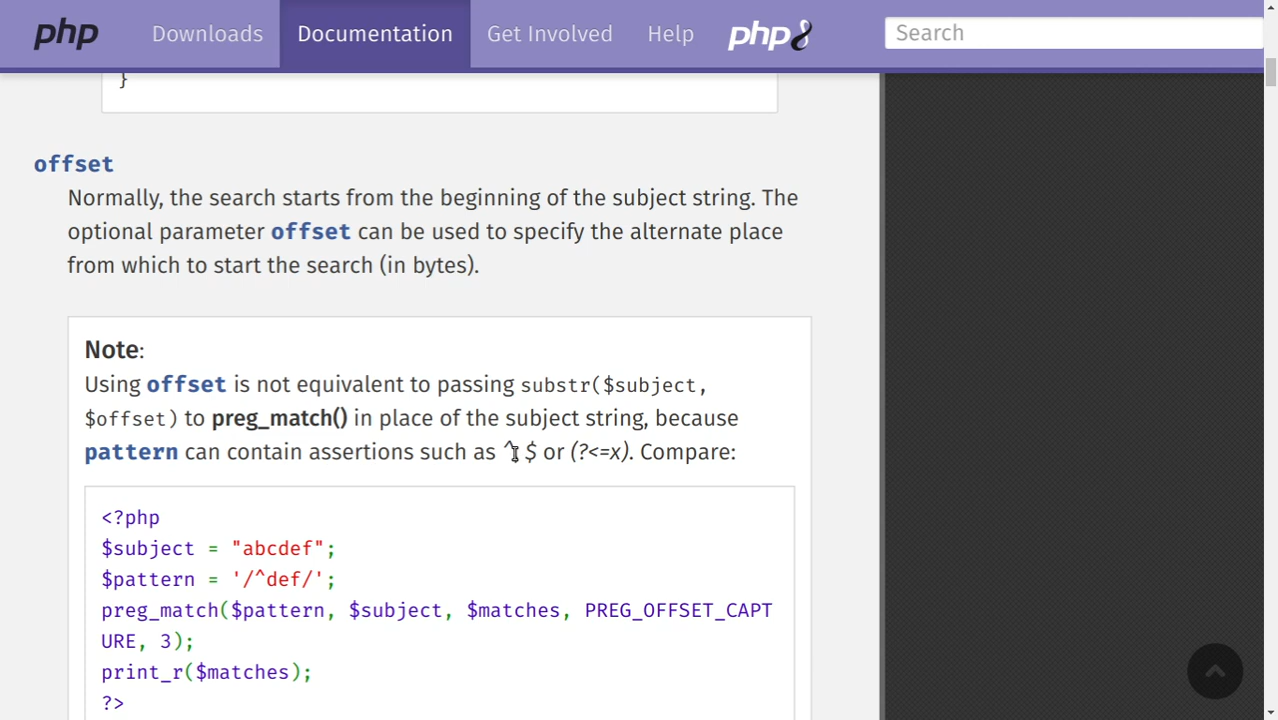 php Downloads Documentation Get Involved Help php8 Search
}
offset
Normally, the search starts from the beginning of the subject string. The
optional parameter offset can be used to specify the alternate place
from which to start the search (in bytes).
Note:
Using offset is not equivalent to passing substr($subject,
$offset) to preg_match() in place of the subject string, because
pattern can contain assertions such as ^, $ or (?<=x). Compare:
<?php
$subject = "abcdef";
$pattern = '/^def/';
preg_match($pattern, $subject, $matches, PREG_OFFSET_CAPT
URE, 3);
print_r($matches);
?>